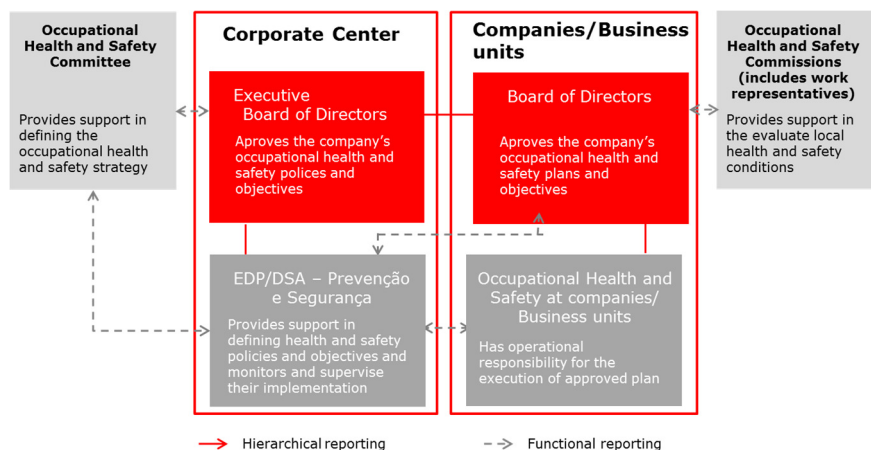 Occupational
Health and Safety
Committee
Provides support in
defining the
occupational health
and safety strategy
Corporate Center
Executive
Board of Directors
Aproves the company's
occupational health and
safety polices and
objectives
EDP/DSA – Prevenção
e Segurança
Provides support in
defining health and safety
policies and objectives and
monitors and supervise
their implementation
Companies/Business
units
Board of Directors
Aproves the company's
occupational health and
safety plans and
objectives
Occupational Health and
Safety at companies/
Business units
Has operational
responsibility for the
execution of approved plan
Occupational
Health and Safety
Commissions
(includes work
representatives)
Provides support in
the evaluate local
health and safety
conditions
Hierarchical reporting
Functional reporting